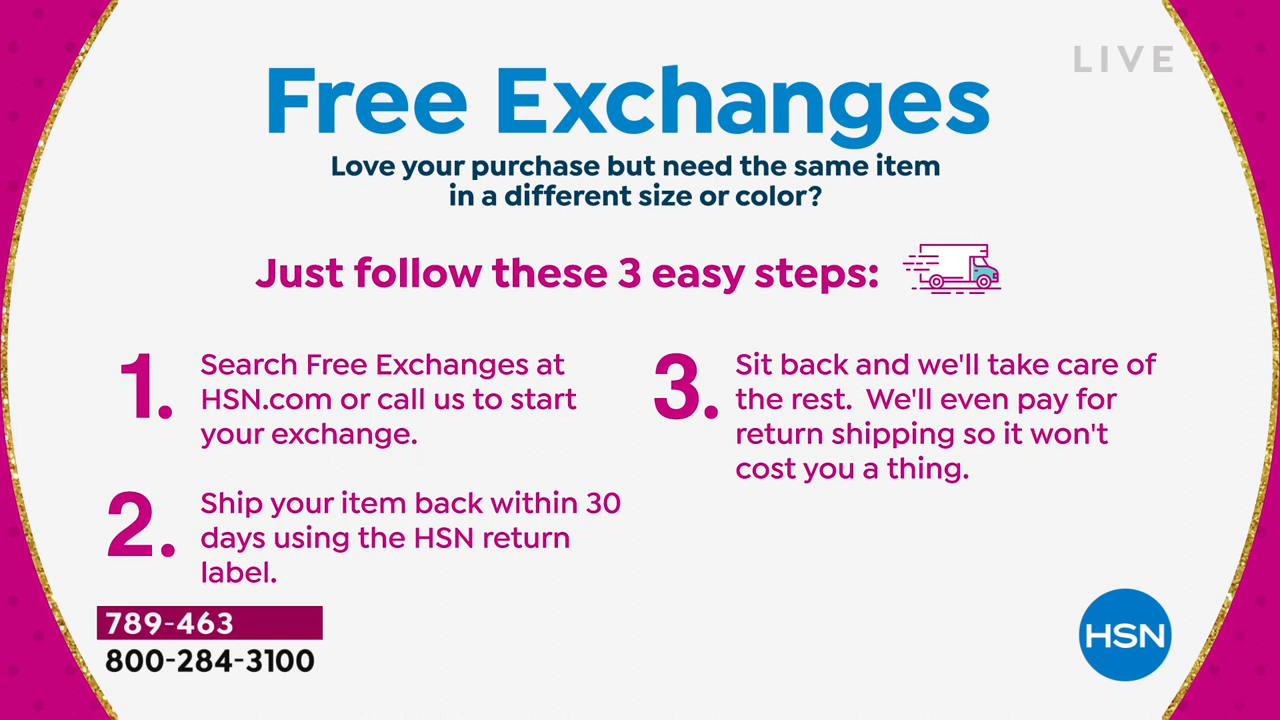 LIVE
Free Exchanges
Love your purchase but need the same item
in a different size or color?
Just follow these 3 easy steps:
1. Search Free Exchanges at
HSN.com or call us to start
your exchange.
2. Ship your item back within 30
days using the HSN return
label.
3. Sit back and we'll take care of
the rest. We'll even pay for
return shipping so it won't
cost you a thing.
789-463
800-284-3100
HSN